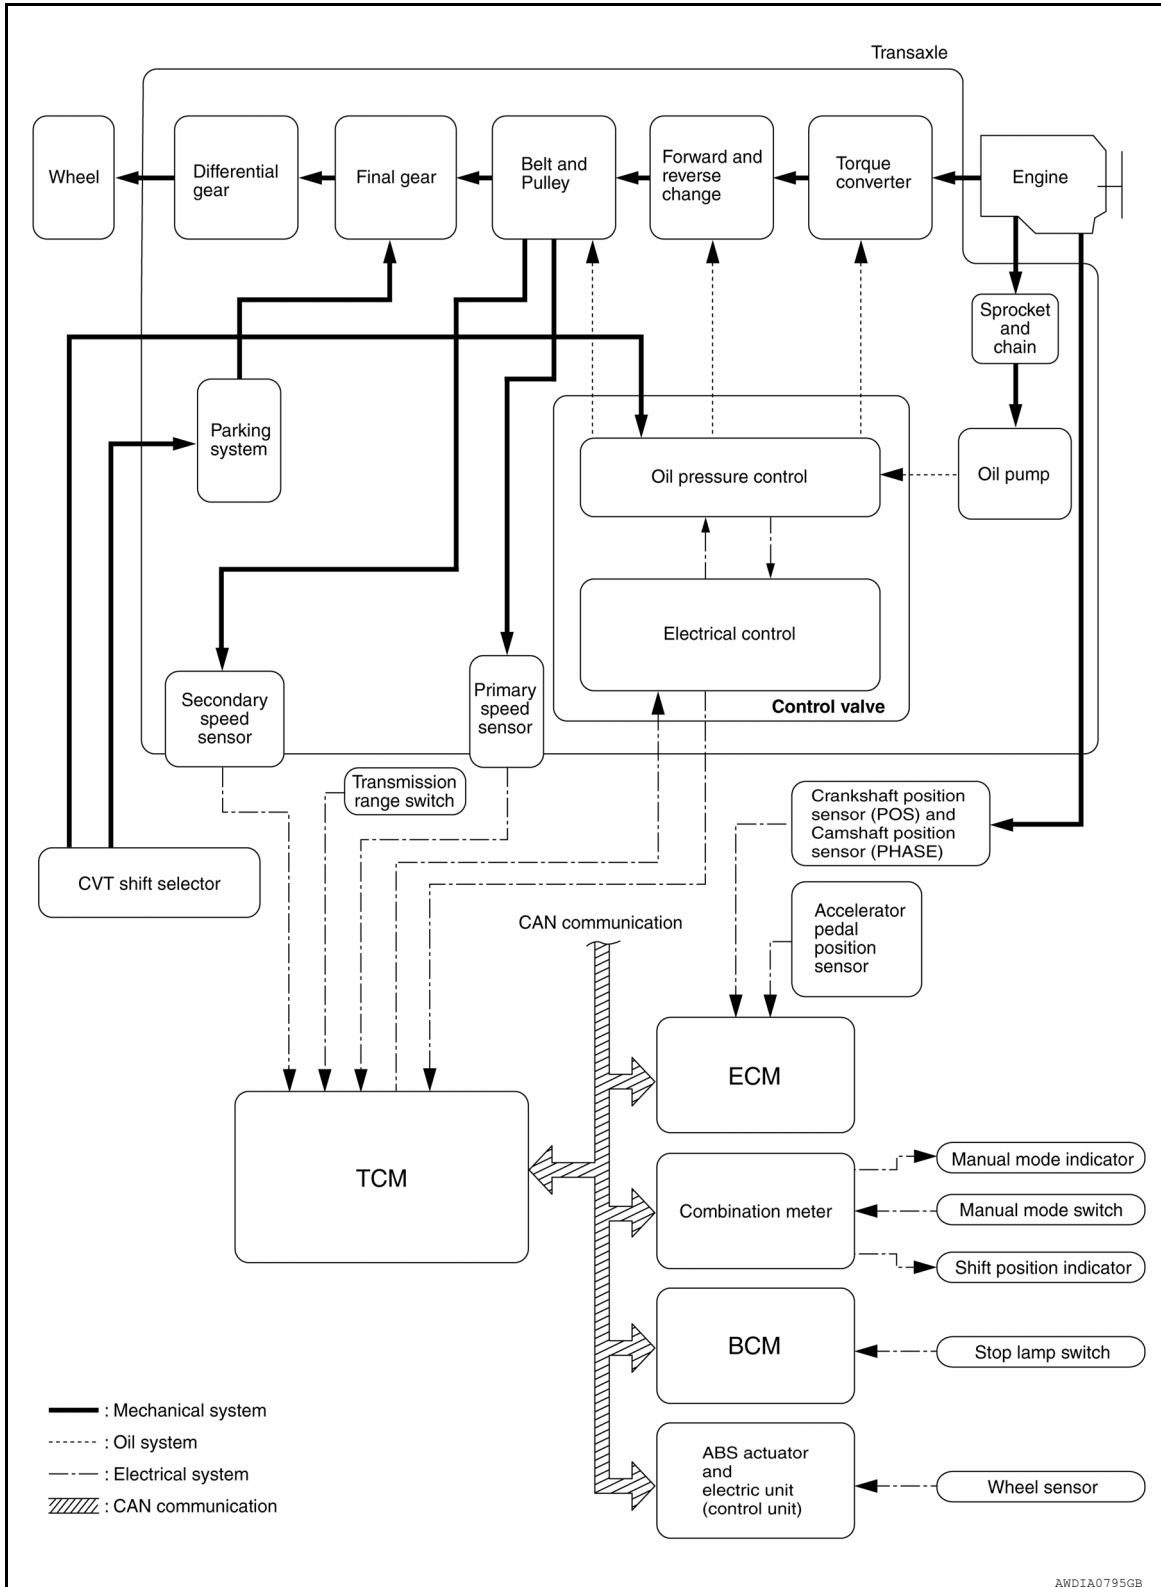 Transaxle
Wheel
Differential
gear
Final gear
Belt and
Pulley
Forward and
reverse
change
Torque
converter
Engine
Sprocket
and
chain
Parking
system
Oil pressure control
Oil pump
Electrical control
Control valve
Secondary
speed
sensor
Primary
speed
sensor
Transmission
range switch
Crankshaft position
sensor (POS) and
Camshaft position
sensor (PHASE)
CVT shift selector
Accelerator
pedal
position
sensor
CAN communication
ECM
TCM
Combination meter
Manual mode indicator
Manual mode switch
Shift position indicator
BCM
Stop lamp switch
ABS actuator
and
electric unit
(control unit)
Wheel sensor
: Mechanical system
: Oil system
: Electrical system
: CAN communication
AWDIA0795GB